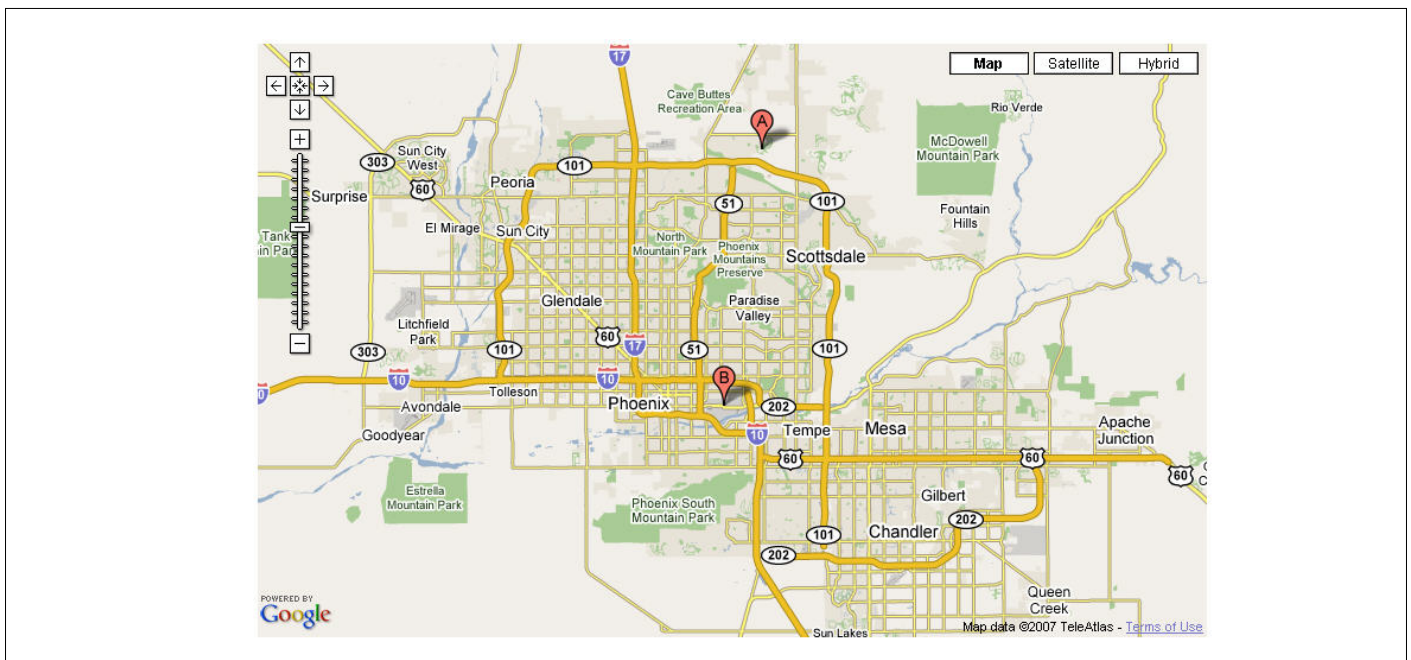 17
Map
Satellite
Hybrid
Cave Buttes
Recreation Area
A
Rio Verde
McDowell
Mountain Park
303
Sun City
West
101
60
Peoria
Surprise
51
101
Fountain
Hills
El Mirage
Sun City
North
Mountain Park
Phoenix
Mountains
Preserve
Scottsdale
Tank
in Par
Glendale
Paradise
Valley
Litchfield
Park
60
17
303
101
51
101
10
10
B
Tolleson
Avondale
Phoenix
202
Goodyear
10
Tempe
Mesa
Apache
Junction
60
60
60
Estrella
Mountain Park
Phoenix South
Mountain Park
Gilbert
202
101
Chandler
202
Queen
Creek
POWERED BY
Google
Sun Lakes
Map data ©2007 TeleAtlas - Terms of Use